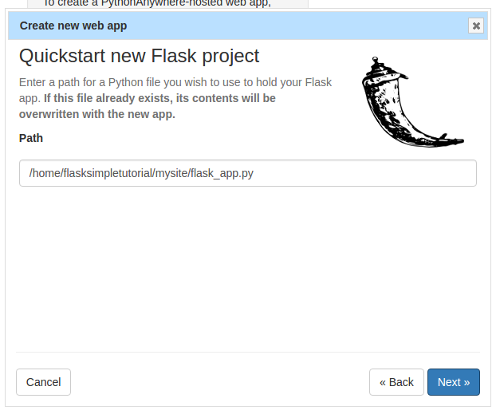 To create a PythonAnywhere-hosted web app,
Create new web app
Quickstart new Flask project
Enter a path for a Python file you wish to use to hold your Flask
app. If this file already exists, its contents will be
overwritten with the new app.
Path
/home/flasksimpletutorial/mysite/flask_app.py
Cancel
« Back
Next »